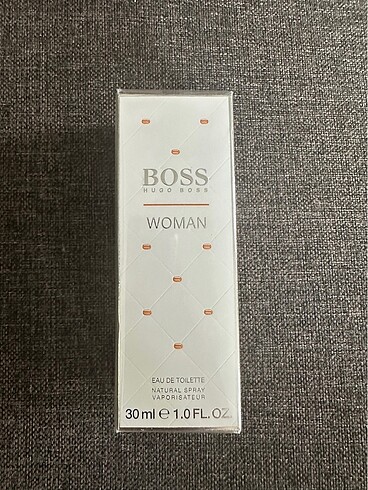 BOSS
HUGO BOSS
WOMAN
EAU DE TOILETTE
NATURAL SPRAY
VAPORISATEUR
30 ml ℮ 1.0 FL. OZ.